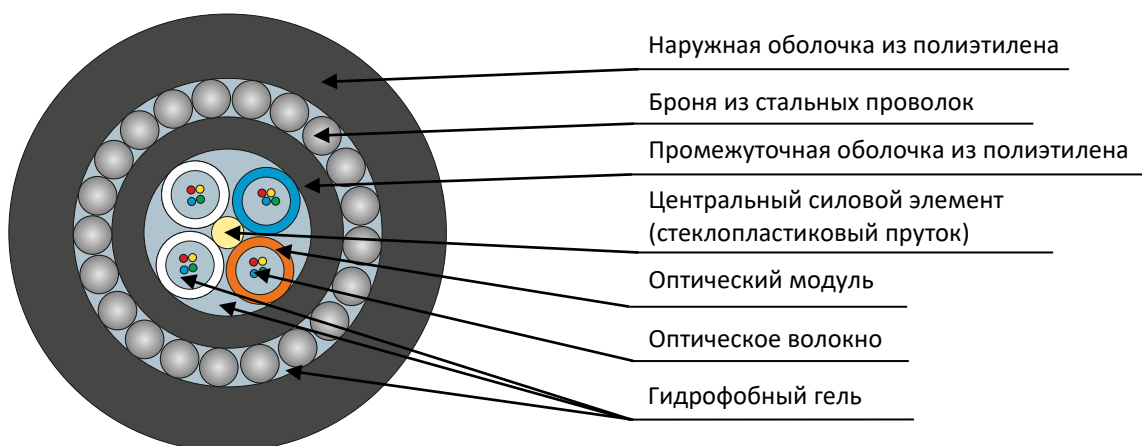 Наружная оболочка из полиэтилена
Броня из стальных проволок
Промежуточная оболочка из полиэтилена
Центральный силовой элемент
(стеклопластиковый пруток)
Оптический модуль
Оптическое волокно
Гидрофобный гель